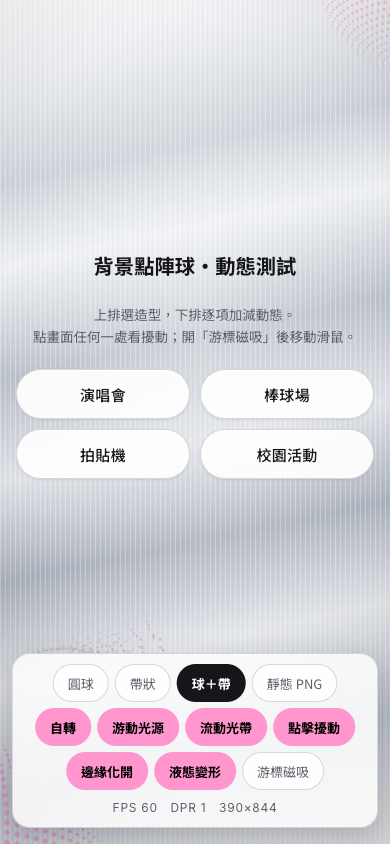 背景點陣球・動態測試
上排選造型，下排逐項加減動態。
點畫面任何一處看擾動；開「游標磁吸」後移動滑鼠。
演唱會
棒球場
拍貼機
校園活動
圓球
帶狀
球＋帶
靜態 PNG
自轉
游動光源
流動光帶
點擊擾動
邊緣化開
液態變形
游標磁吸
FPS 60 DPR 1 390×844